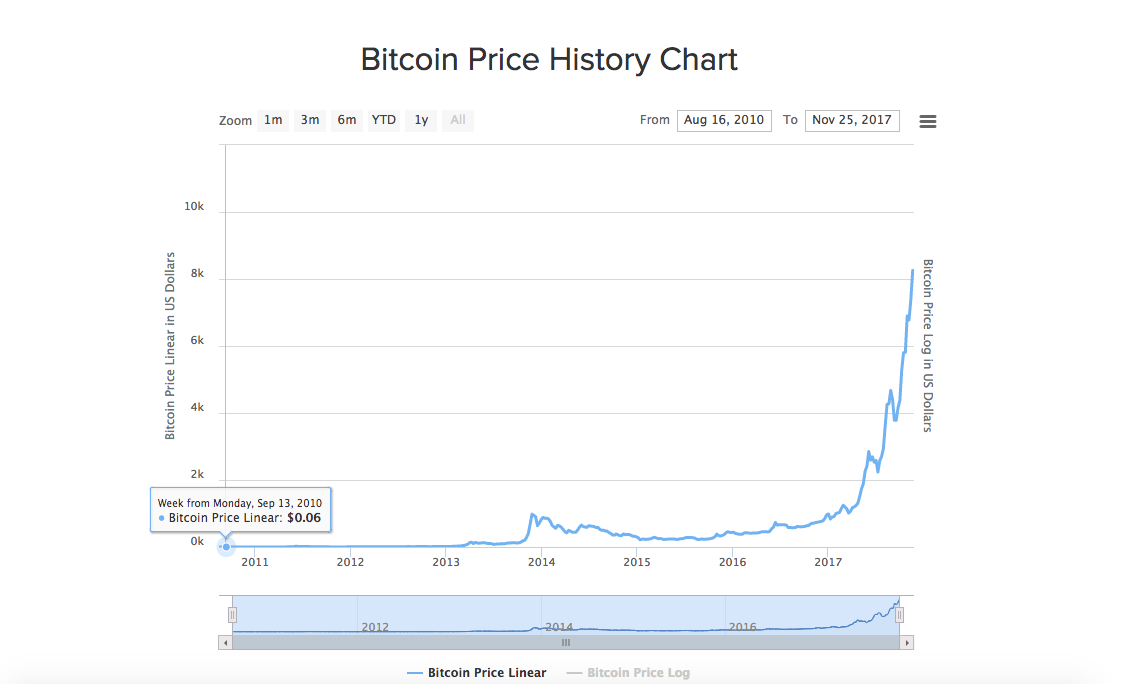 Bitcoin Price History Chart
Zoom 1m 3m 6m YTD 1y All
From Aug 16, 2010 To Nov 25, 2017
Bitcoin Price Linear in US Dollars
10k
8k
6k
4k
2k
0k
Bitcoin Price Log in US Dollars
Week from Monday, Sep 13, 2010
Bitcoin Price Linear: $0.06
2011 2012 2013 2014 2015 2016 2017
2012 2014 2016
Bitcoin Price Linear Bitcoin Price Log